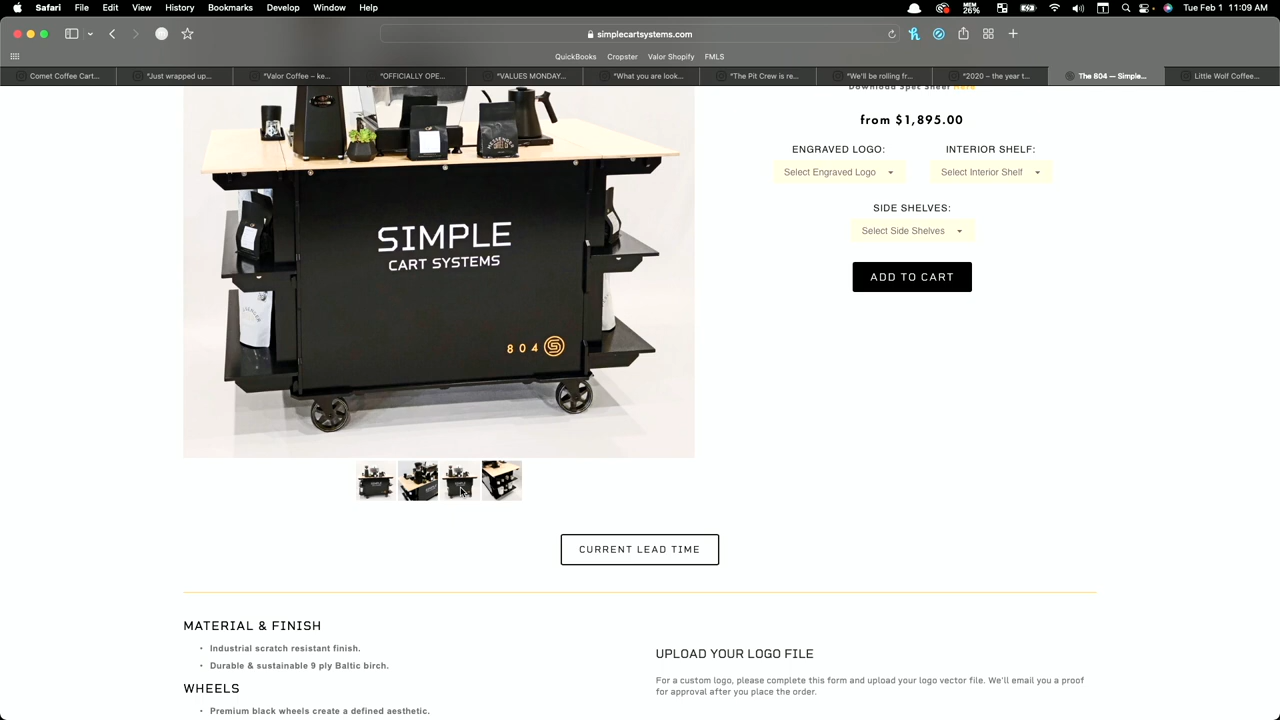 Safari File Edit View History Bookmarks Develop Window Help MEM 26% Tue Feb 1 11:09 AM
simplecartsystems.com
QuickBooks Cropster Valor Shopify FMLS
Comet Coffee Cart... "Just wrapped up... "Valor Coffee – ke... "OFFICIALLY OPE... "VALUES MONDAY... "What you are look... "The Pit Crew is re... "We'll be rolling fr... "2020 – the year t... The 804 — Simple... Little Wolf Coffee...
Download Spec Sheet Here
from $1,895.00
ENGRAVED LOGO: INTERIOR SHELF:
Select Engraved Logo Select Interior Shelf
SIDE SHELVES:
Select Side Shelves
ADD TO CART
SIMPLE
CART SYSTEMS
804
CURRENT LEAD TIME
MATERIAL & FINISH
• Industrial scratch resistant finish.
• Durable & sustainable 9 ply Baltic birch.
WHEELS
• Premium black wheels create a defined aesthetic.
UPLOAD YOUR LOGO FILE
For a custom logo, please complete this form and upload your logo vector file. We'll email you a proof
for approval after you place the order.